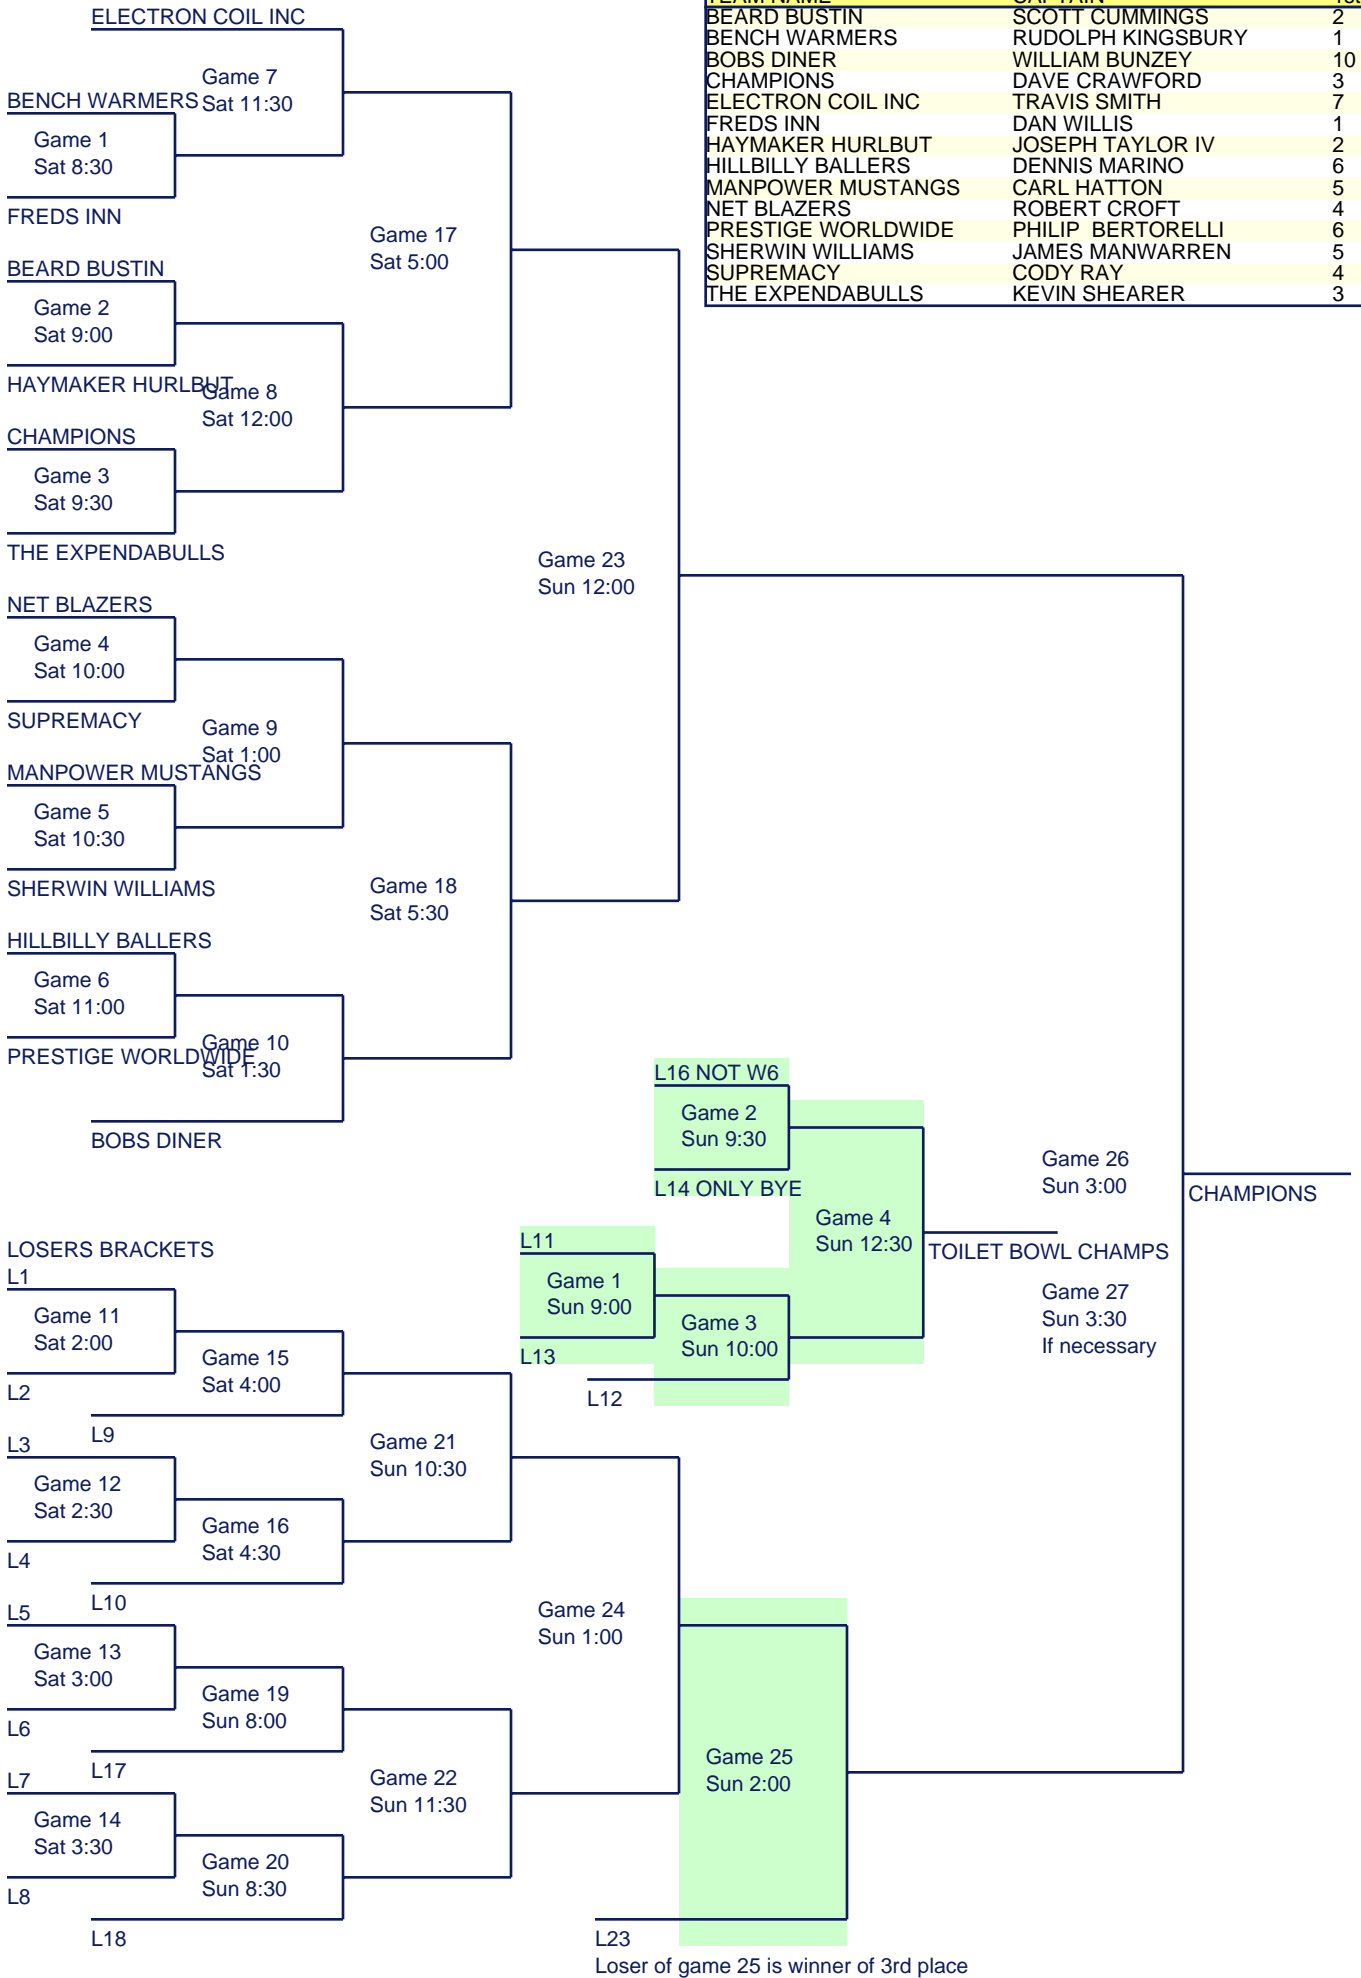 ELECTRON COIL INC
BEARD BUSTIN SCOTT CUMMINGS 2
BENCH WARMERS RUDOLPH KINGSBURY 1
BOBS DINER WILLIAM BUNZEY 10
CHAMPIONS DAVE CRAWFORD 3
ELECTRON COIL INC TRAVIS SMITH 7
FREDS INN DAN WILLIS 1
HAYMAKER HURLBUT JOSEPH TAYLOR IV 2
HILLBILLY BALLERS DENNIS MARINO 6
MANPOWER MUSTANGS CARL HATTON 5
NET BLAZERS ROBERT CROFT 4
PRESTIGE WORLDWIDE PHILIP BERTORELLI 6
SHERWIN WILLIAMS JAMES MANWARREN 5
SUPREMACY CODY RAY 4
THE EXPENDABULLS KEVIN SHEARER 3
Game 7
Sat 11:30
BENCH WARMERS
Game 1
Sat 8:30
FREDS INN
Game 17
Sat 5:00
BEARD BUSTIN
Game 2
Sat 9:00
HAYMAKER HURLBUT
Game 8
Sat 12:00
CHAMPIONS
Game 3
Sat 9:30
THE EXPENDABULLS
Game 23
Sun 12:00
NET BLAZERS
Game 4
Sat 10:00
SUPREMACY
Game 9
Sat 1:00
MANPOWER MUSTANGS
Game 5
Sat 10:30
SHERWIN WILLIAMS
Game 18
Sat 5:30
HILLBILLY BALLERS
Game 6
Sat 11:00
PRESTIGE WORLDWIDE
Game 10
Sat 1:30
BOBS DINER
L16 NOT W6
Game 2
Sun 9:30
L14 ONLY BYE
Game 26
Sun 3:00
CHAMPIONS
Game 4
Sun 12:30
TOILET BOWL CHAMPS
L11
Game 1
Sun 9:00
L13
Game 3
Sun 10:00
L12
Game 27
Sun 3:30
If necessary
LOSERS BRACKETS
L1
Game 11
Sat 2:00
L2
Game 15
Sat 4:00
L9
L3
Game 12
Sat 2:30
L4
Game 21
Sun 10:30
Game 16
Sat 4:30
L10
L5
Game 13
Sat 3:00
L6
Game 24
Sun 1:00
Game 19
Sun 8:00
L17
L7
Game 14
Sat 3:30
L8
Game 22
Sun 11:30
Game 20
Sun 8:30
L18
Game 25
Sun 2:00
L23
Loser of game 25 is winner of 3rd place